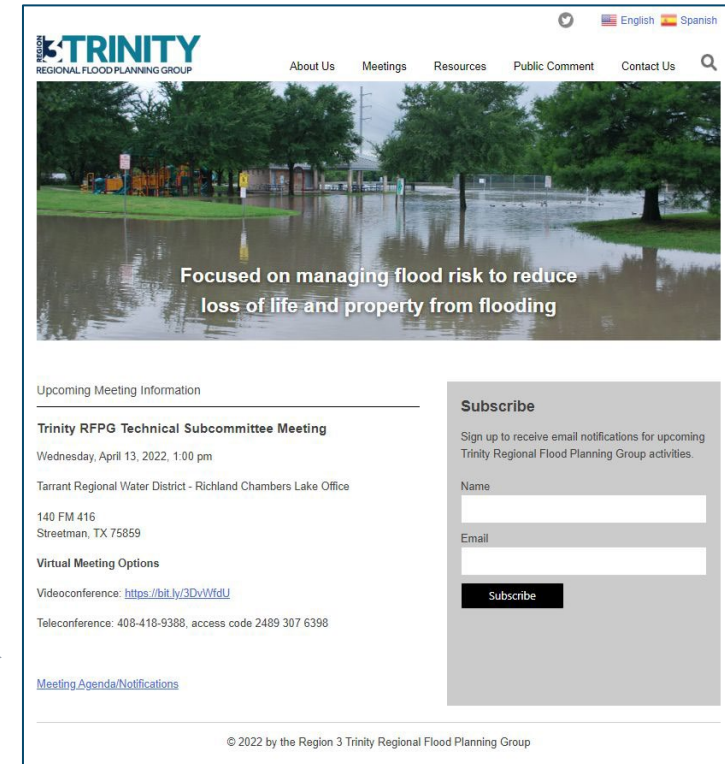 English Spanish
REGION 3 TRINITY
REGIONAL FLOOD PLANNING GROUP
About Us Meetings Resources Public Comment Contact Us
Focused on managing flood risk to reduce
loss of life and property from flooding
Upcoming Meeting Information
Trinity RFPG Technical Subcommittee Meeting
Wednesday, April 13, 2022, 1:00 pm
Tarrant Regional Water District - Richland Chambers Lake Office
140 FM 416
Streetman, TX 75859
Virtual Meeting Options
Videoconference: https://bit.ly/3DvWfdU
Teleconference: 408-418-9388, access code 2489 307 6398
Meeting Agenda/Notifications
Subscribe
Sign up to receive email notifications for upcoming
Trinity Regional Flood Planning Group activities.
Name
Email
Subscribe
© 2022 by the Region 3 Trinity Regional Flood Planning Group